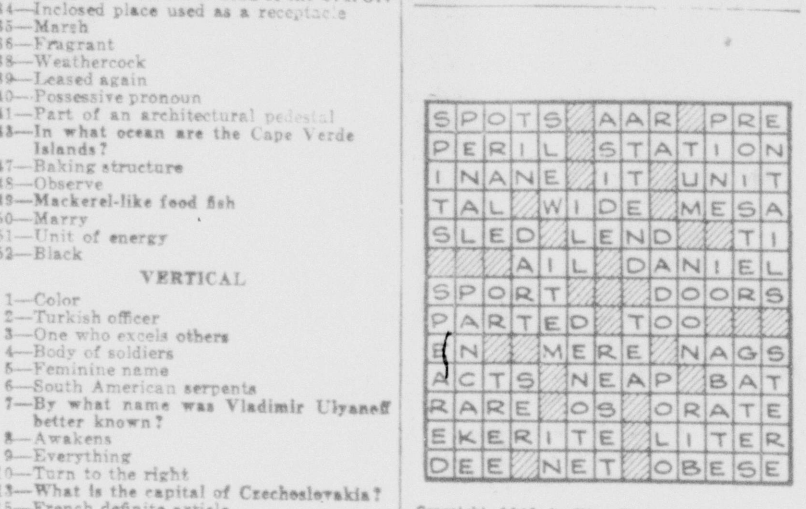 44—Inclosed place used as a receptacle
35—Marsh
36—Fragrant
38—Weathercock
39—Leased again
40—Possessive pronoun
41—Part of an architectural pedestal
43—In what ocean are the Cape Verde
Islands?
47—Baking structure
48—Observe
49—Mackerel-like food fish
50—Marry
51—Unit of energy
52—Black
VERTICAL
1—Color
2—Turkish officer
3—One who excels others
4—Body of soldiers
5—Feminine name
6—South American serpents
7—By what name was Vladimir Ulyaneff
better known?
8—Awakens
9—Everything
10—Turn to the right
13—What is the capital of Czechoslovakia?
15—French definite article
SPOTS AAR PRE
PERIL STATION
INANE IT UNIT
TAL WIDE MESA
SLED LEND TI
AIL DANIEL
SPORT DOORS
PARTED TOO
EN MERE NAGS
ACTS NEAP BAT
RARE OS ORATE
EKERITE LITER
DEE NET OBESE